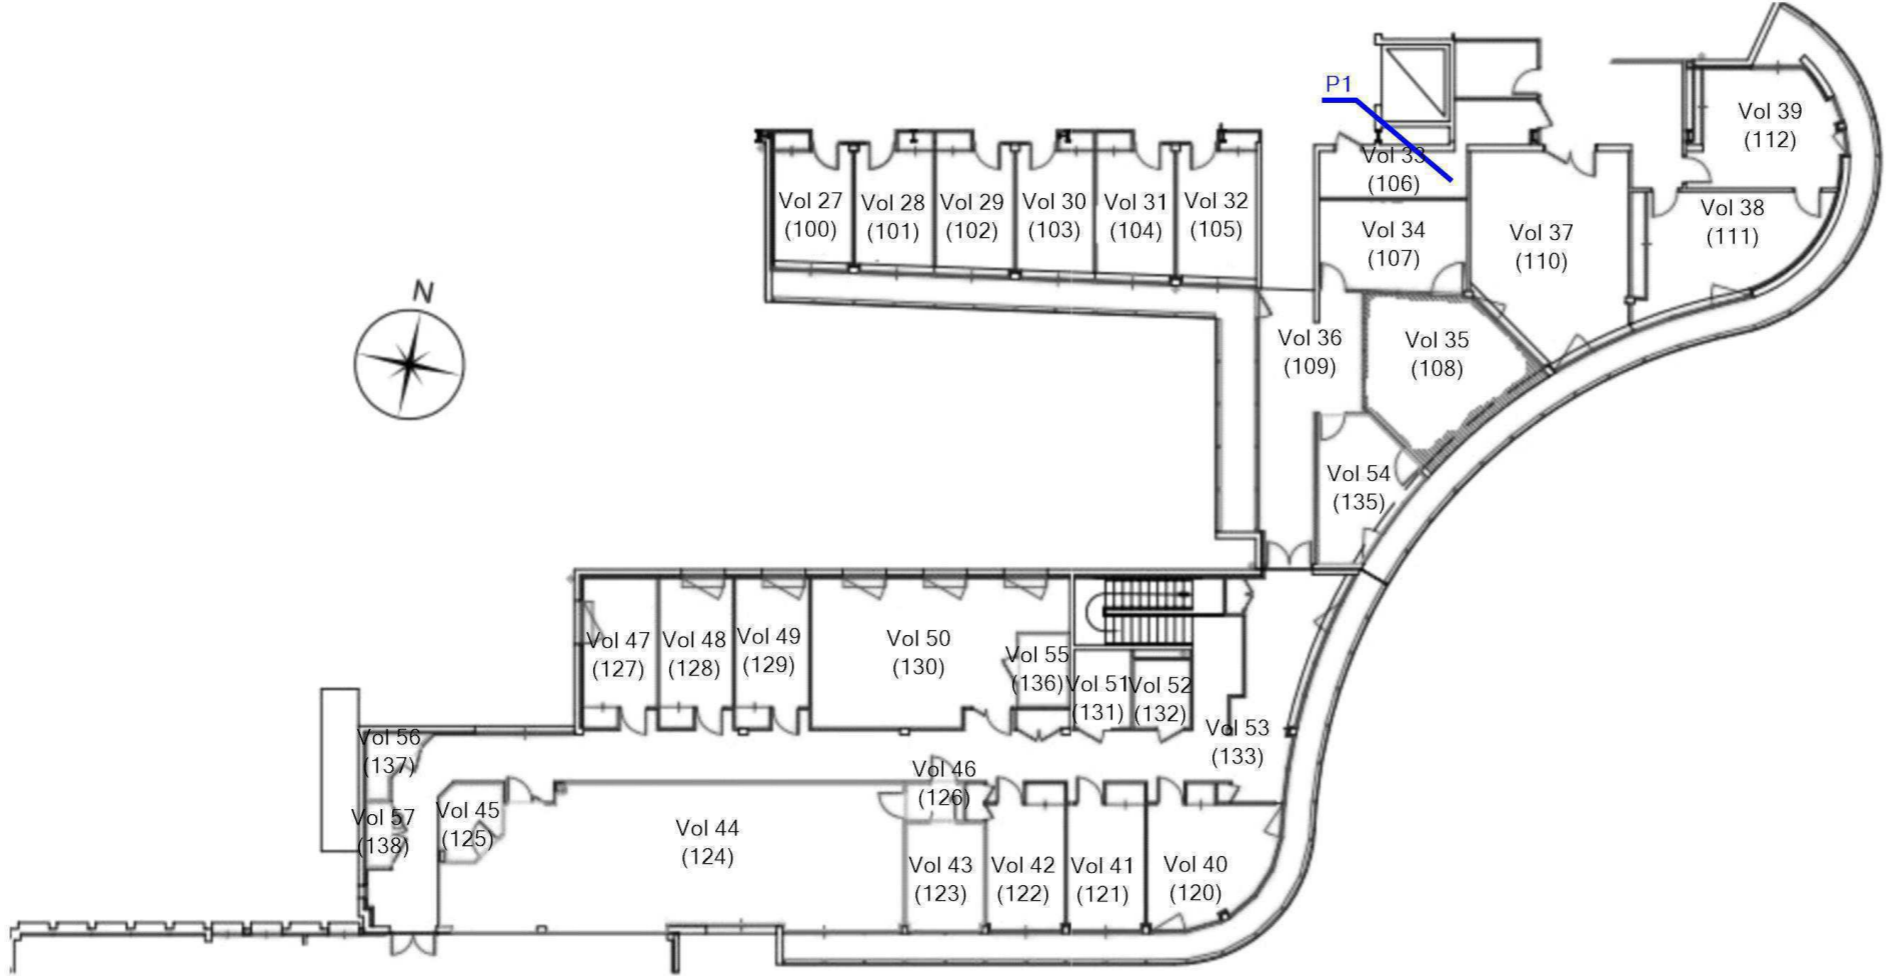 P1
Vol 39
(112)
Vol 33
(106)
Vol 27
(100)
Vol 28
(101)
Vol 29
(102)
Vol 30
(103)
Vol 31
(104)
Vol 32
(105)
Vol 34
(107)
Vol 37
(110)
Vol 38
(111)
N
Vol 36
(109)
Vol 35
(108)
Vol 54
(135)
Vol 47
(127)
Vol 48
(128)
Vol 49
(129)
Vol 50
(130)
Vol 55
(136)
Vol 51
(131)
Vol 52
(132)
Vol 53
(133)
Vol 56
(137)
Vol 46
(126)
Vol 57
(138)
Vol 45
(125)
Vol 44
(124)
Vol 43
(123)
Vol 42
(122)
Vol 41
(121)
Vol 40
(120)